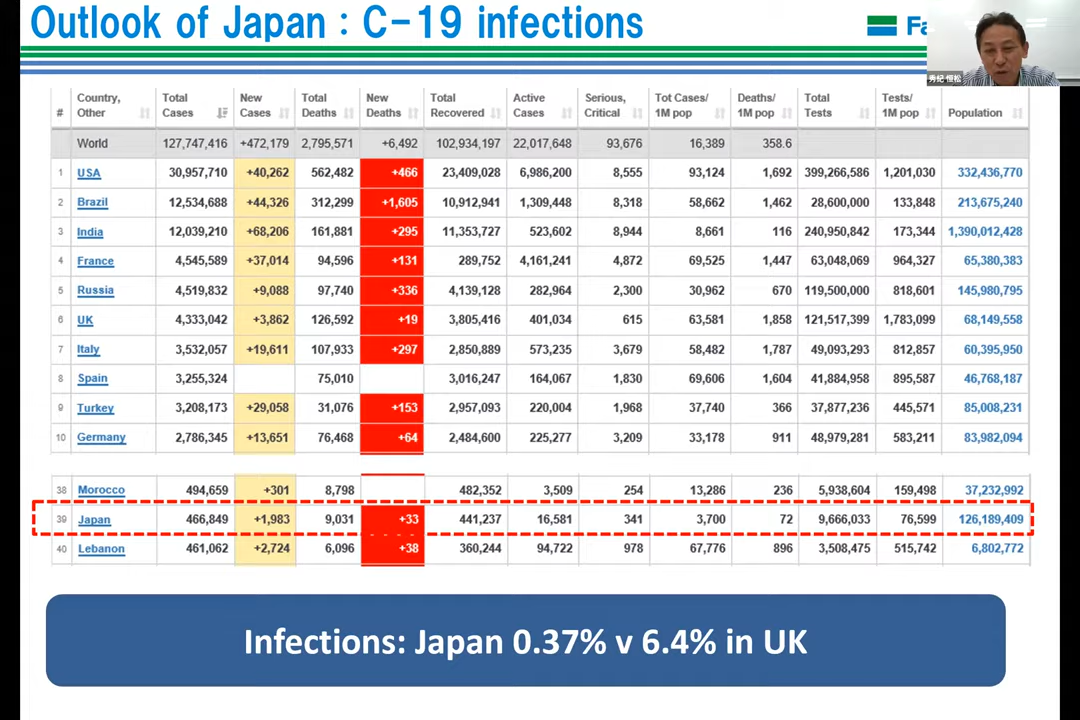 Outlook of Japan : C-19 infections
Fa
秀紀 恒松
# Country, Other Total Cases New Cases Total Deaths New Deaths Total Recovered Active Cases Serious, Critical Tot Cases/ 1M pop Deaths/ 1M pop Total Tests Tests/ 1M pop Population
World 127,747,416 +472,179 2,795,571 +6,492 102,934,197 22,017,648 93,676 16,389 358.6
1 USA 30,957,710 +40,262 562,482 +466 23,409,028 6,986,200 8,555 93,124 1,692 399,266,586 1,201,030 332,436,770
2 Brazil 12,534,688 +44,326 312,299 +1,605 10,912,941 1,309,448 8,318 58,662 1,462 28,600,000 133,848 213,675,240
3 India 12,039,210 +68,206 161,881 +295 11,353,727 523,602 8,944 8,661 116 240,950,842 173,344 1,390,012,428
4 France 4,545,589 +37,014 94,596 +131 289,752 4,161,241 4,872 69,525 1,447 63,048,069 964,327 65,380,383
5 Russia 4,519,832 +9,088 97,740 +336 4,139,128 282,964 2,300 30,962 670 119,500,000 818,601 145,980,795
6 UK 4,333,042 +3,862 126,592 +19 3,805,416 401,034 615 63,581 1,858 121,517,399 1,783,099 68,149,558
7 Italy 3,532,057 +19,611 107,933 +297 2,850,889 573,235 3,679 58,482 1,787 49,093,293 812,857 60,395,950
8 Spain 3,255,324 75,010 3,016,247 164,067 1,830 69,606 1,604 41,884,958 895,587 46,768,187
9 Turkey 3,208,173 +29,058 31,076 +153 2,957,093 220,004 1,968 37,740 366 37,877,236 445,571 85,008,231
10 Germany 2,786,345 +13,651 76,468 +64 2,484,600 225,277 3,209 33,178 911 48,979,281 583,211 83,982,094
38 Morocco 494,659 +301 8,798 482,352 3,509 254 13,286 236 5,938,604 159,498 37,232,992
39 Japan 466,849 +1,983 9,031 +33 441,237 16,581 341 3,700 72 9,666,033 76,599 126,189,409
40 Lebanon 461,062 +2,724 6,096 +38 360,244 94,722 978 67,776 896 3,508,475 515,742 6,802,772
Infections: Japan 0.37% v 6.4% in UK